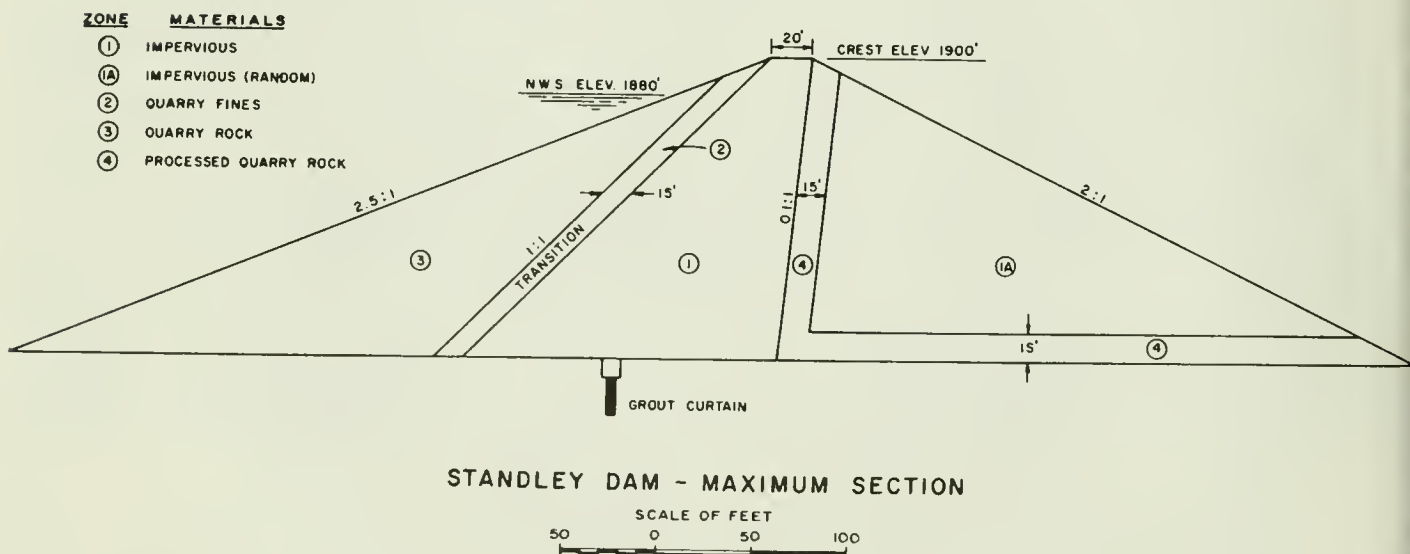 ZONE MATERIALS
1 IMPERVIOUS
1A IMPERVIOUS (RANDOM)
2 QUARRY FINES
3 QUARRY ROCK
4 PROCESSED QUARRY ROCK
20'
CREST ELEV 1900'
NWS ELEV. 1880'
2
2.5:1
15'
0.1:1
15'
2:1
3
1:1
TRANSITION
1
4
1A
15'
4
GROUT CURTAIN
STANDLEY DAM - MAXIMUM SECTION
SCALE OF FEET
50 0 50 100